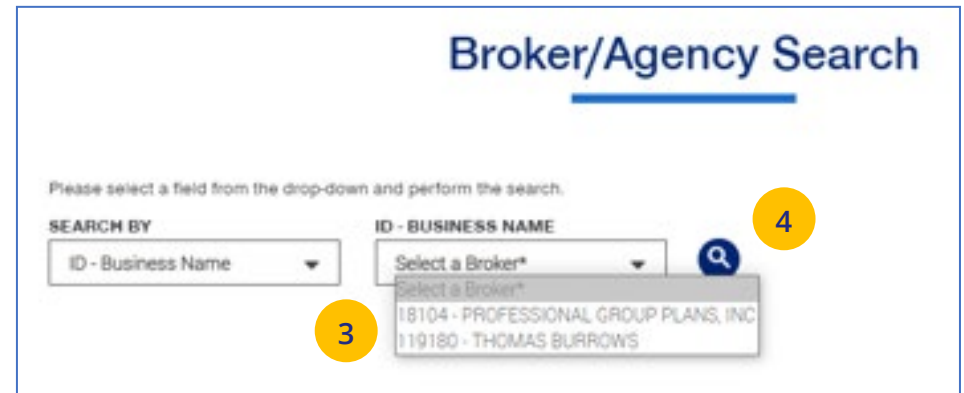 Broker/Agency Search
Please select a field from the drop-down and perform the search.
SEARCH BY
ID - BUSINESS NAME
4
ID - Business Name
Select a Broker*
Select a Broker*
18104 - PROFESSIONAL GROUP PLANS, INC
3
119180 - THOMAS BURROWS